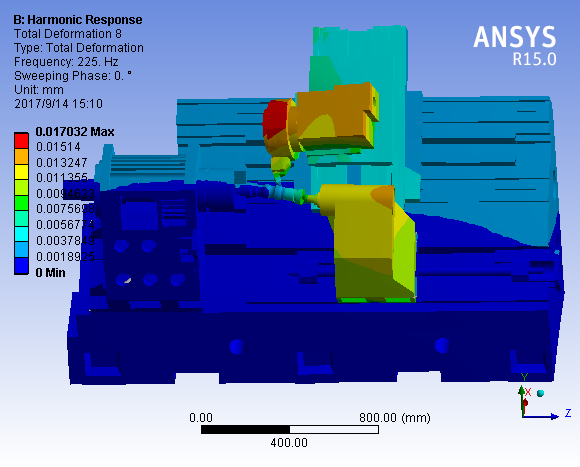 B: Harmonic Response
Total Deformation 8
Type: Total Deformation
Frequency: 225. Hz
Sweeping Phase: 0. °
Unit: mm
2017/9/14 15:10
ANSYS
R15.0
0.017032 Max
0.01514
0.013247
0.011355
0 Min
0.00
800.00 (mm)
400.00
Y
X
Z